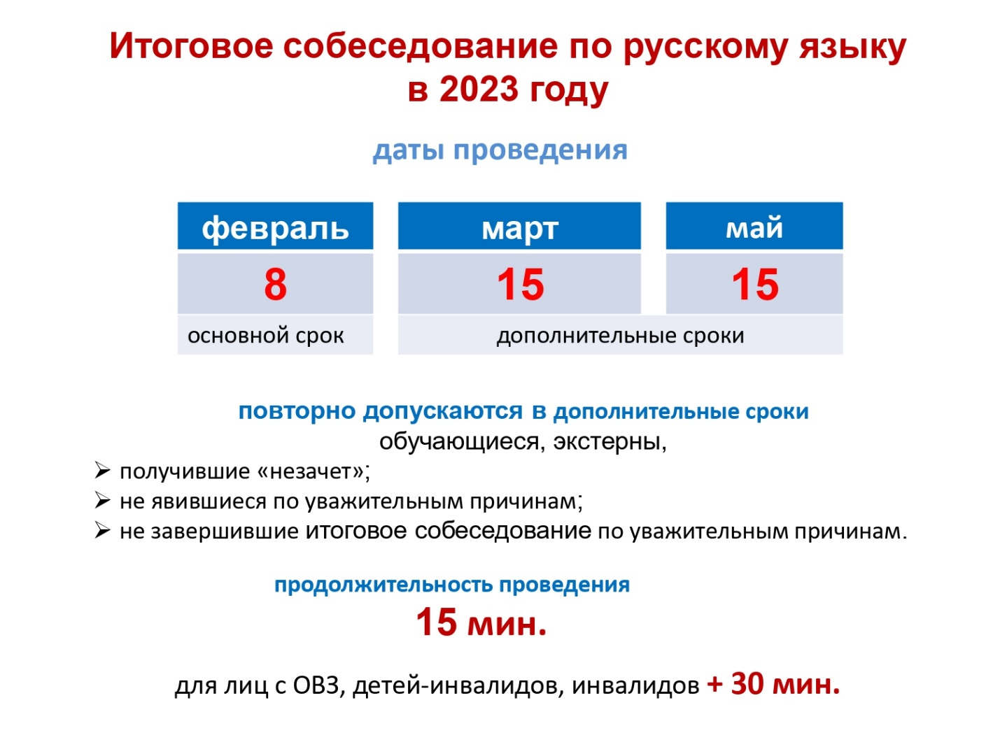 Итоговое собеседование по русскому языку
в 2023 году
даты проведения
февраль март май
8 15 15
основной срок дополнительные сроки
повторно допускаются в дополнительные сроки
обучающиеся, экстерны,
➢ получившие «незачет»;
➢ не явившиеся по уважительным причинам;
➢ не завершившие итоговое собеседование по уважительным причинам.
продолжительность проведения
15 мин.
для лиц с ОВЗ, детей-инвалидов, инвалидов + 30 мин.